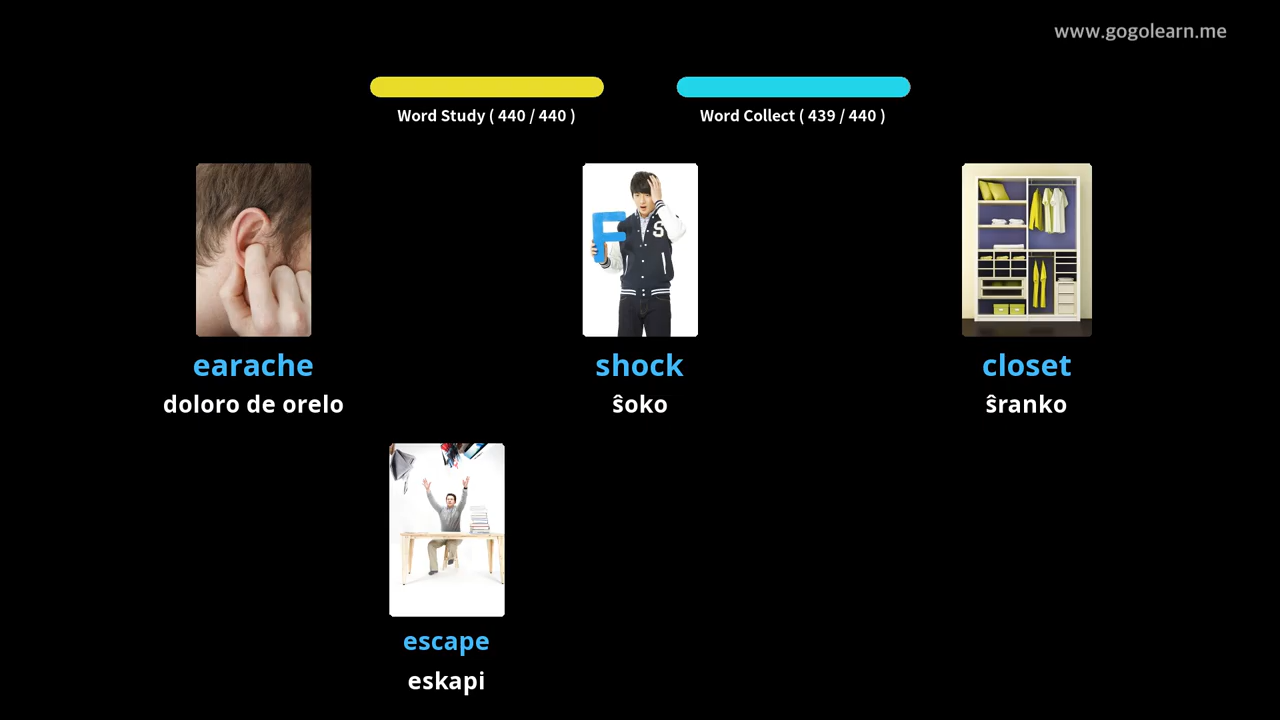 www.gogolearn.me
Word Study ( 440 / 440 )
Word Collect ( 439 / 440 )
earache
doloro de orelo
shock
ŝoko
closet
ŝranko
escape
eskapi
F
S